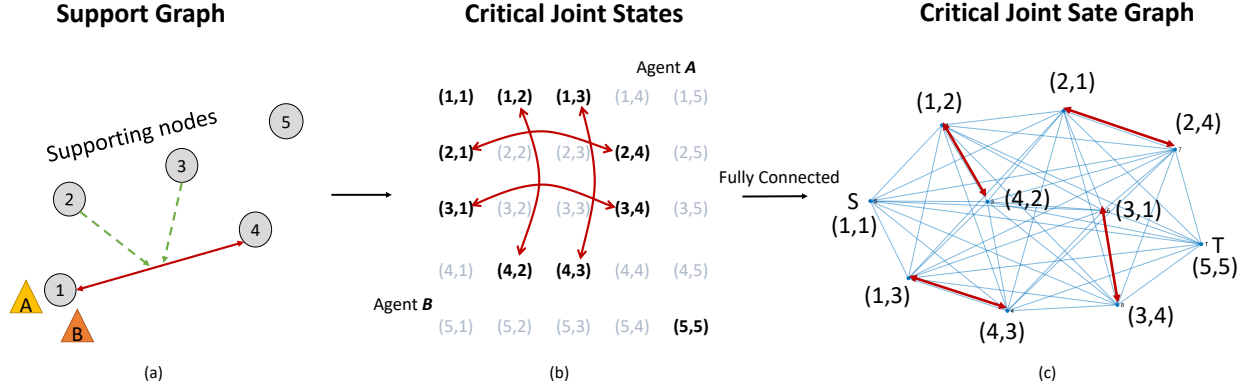 Support Graph
Critical Joint States
Critical Joint Sate Graph
Supporting nodes
5
3
2
4
1
A
B
(a)
Agent A
(1,1) (1,2) (1,3) (1,4) (1,5)
(2,1) (2,2) (2,3) (2,4) (2,5)
(3,1) (3,2) (3,3) (3,4) (3,5)
(4,1) (4,2) (4,3) (4,4) (4,5)
Agent B
(5,1) (5,2) (5,3) (5,4) (5,5)
(b)
Fully Connected
(2,1)
(1,2)
(2,4)
S
(1,1)
(4,2)
(3,1)
T
(5,5)
(1,3)
(4,3)
(3,4)
(c)